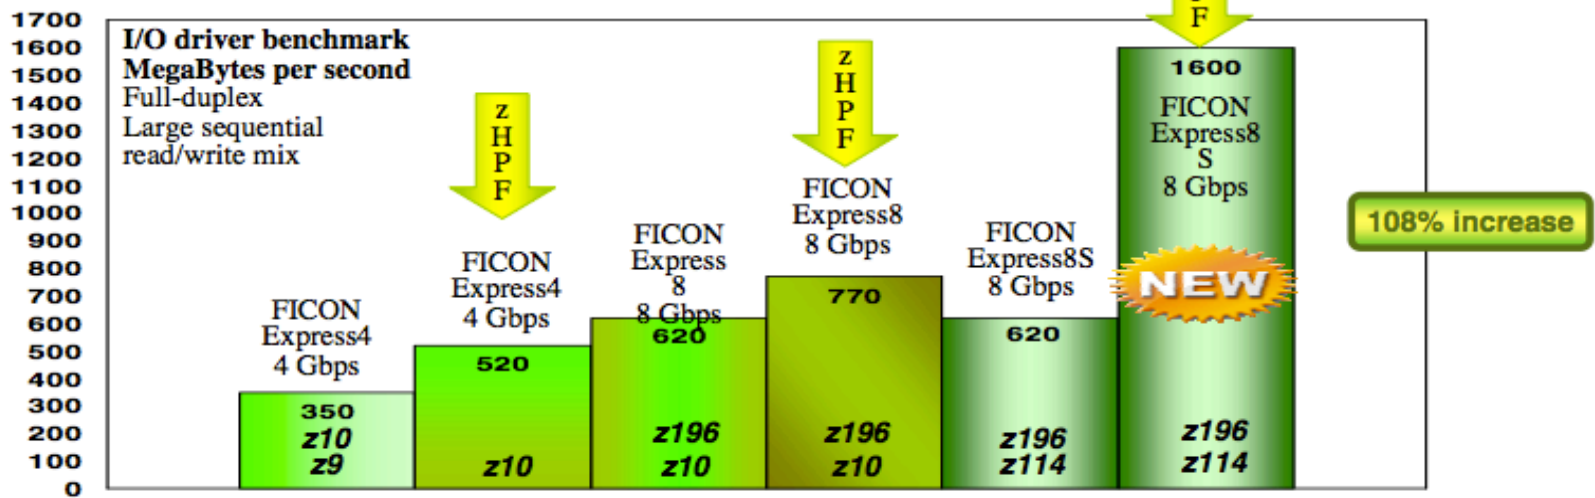 1700
1600
1500
1400
1300
1200
1100
1000
900
800
700
600
500
400
300
200
100
0
I/O driver benchmark
MegaBytes per second
Full-duplex
Large sequential
read/write mix
FICON
Express4
4 Gbps
350
z10
z9
z
H
P
F
FICON
Express4
4 Gbps
520
z10
FICON
Express
8
8 Gbps
620
z196
z10
z
H
P
F
FICON
Express8
8 Gbps
770
z196
z10
FICON
Express8S
8 Gbps
620
z196
z114
F
1600
FICON
Express8
S
8 Gbps
NEW
z196
z114
108% increase